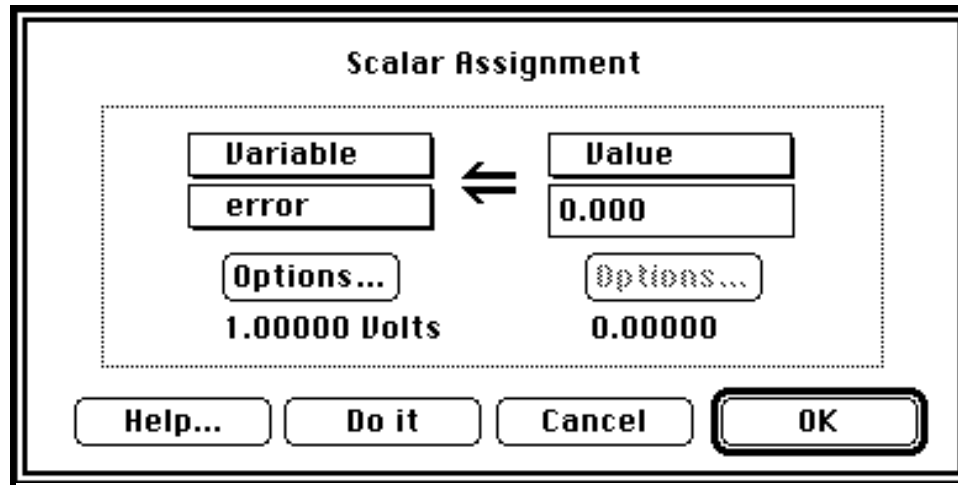 Scalar Assignment
Variable
Value
error
0.000
Options...
Options...
1.00000 Volts
0.00000
Help...
Do it
Cancel
OK